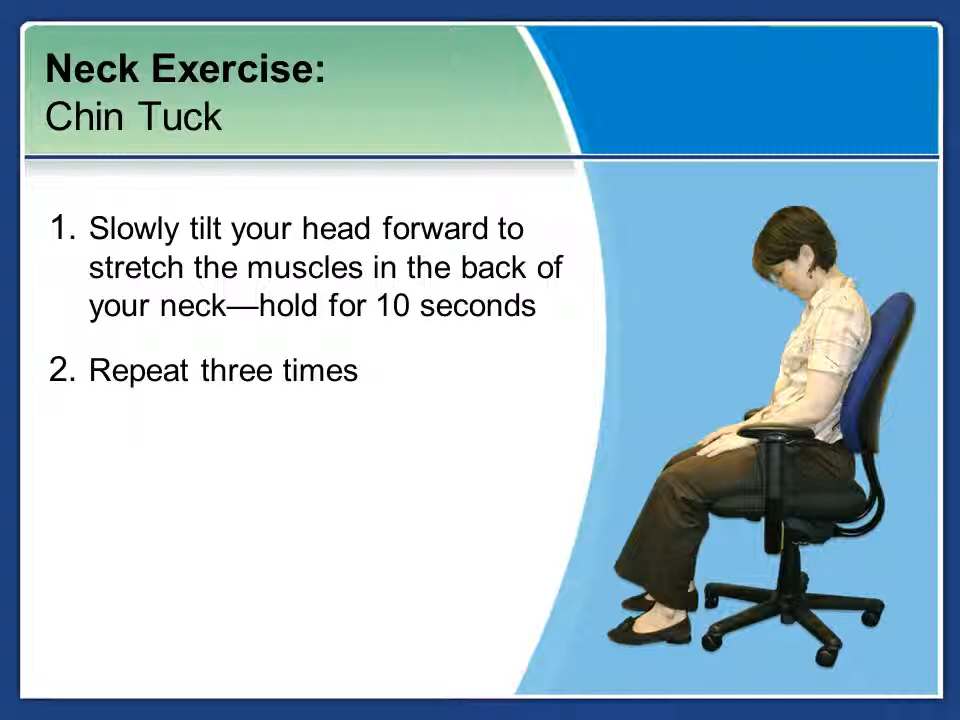 Neck Exercise:
Chin Tuck
1. Slowly tilt your head forward to
stretch the muscles in the back of
your neck—hold for 10 seconds
2. Repeat three times